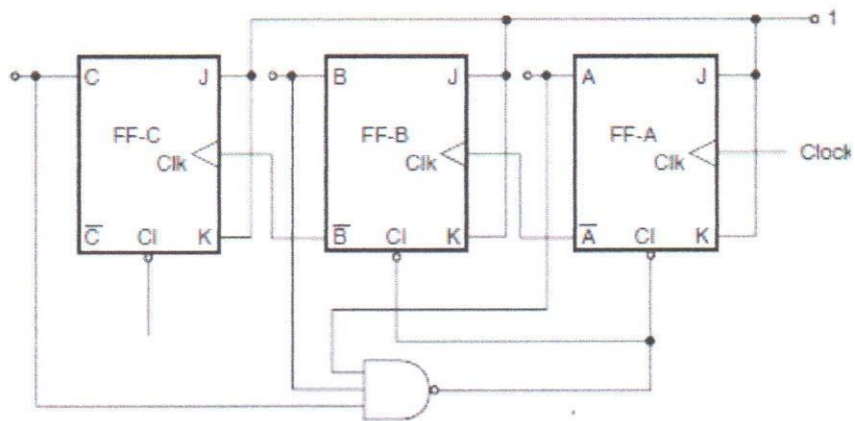 1
C J B J A J
FF-C FF-B FF-A
Clk Clk Clk Clock
C̅ Cl K B̅ Cl K A̅ Cl K